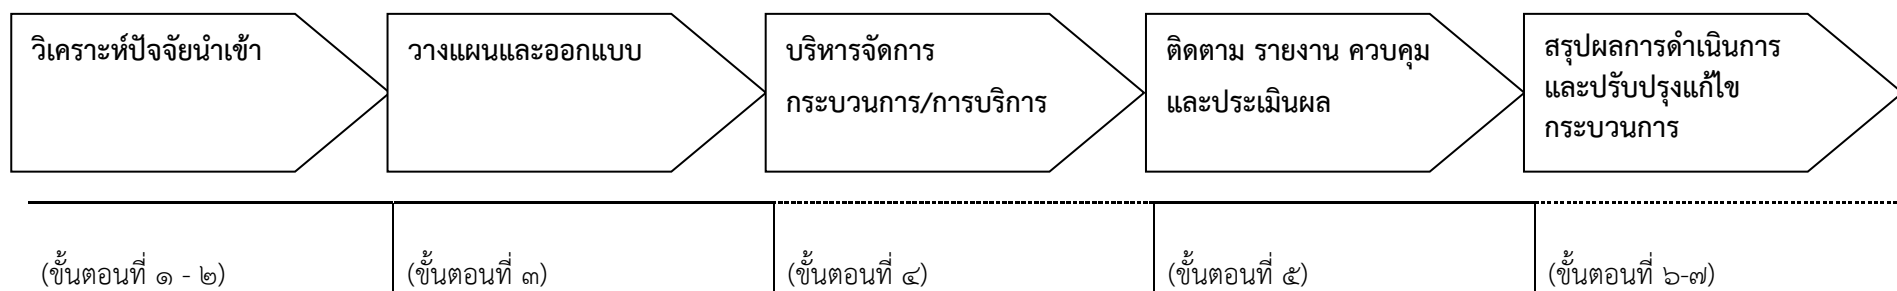 วิเคราะห์ปัจจัยนำเข้า
วางแผนและออกแบบ
บริหารจัดการ
กระบวนการ/การบริการ
ติดตาม รายงาน ควบคุม
และประเมินผล
สรุปผลการดำเนินการ
และปรับปรุงแก้ไข
กระบวนการ
(ขั้นตอนที่ ๑ - ๒)
(ขั้นตอนที่ ๓)
(ขั้นตอนที่ ๔)
(ขั้นตอนที่ ๕)
(ขั้นตอนที่ ๖-๗)